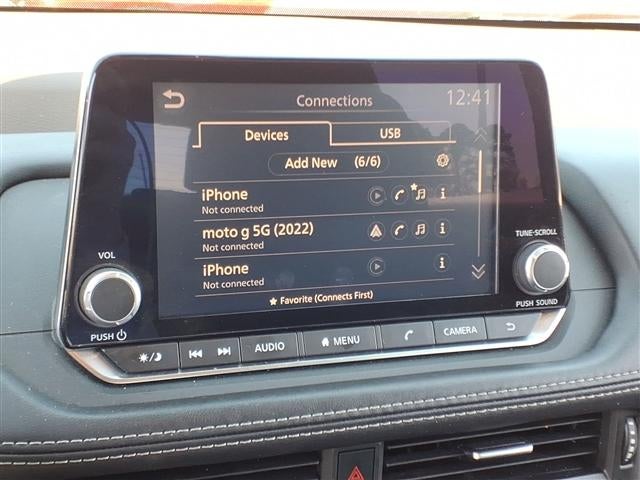 Connections 12:41
Devices USB
Add New (6/6)
iPhone
Not connected
moto g 5G (2022)
Not connected
iPhone
Not connected
★ Favorite (Connects First)
VOL
PUSH
TUNE-SCROLL
PUSH SOUND
AUDIO MENU CAMERA